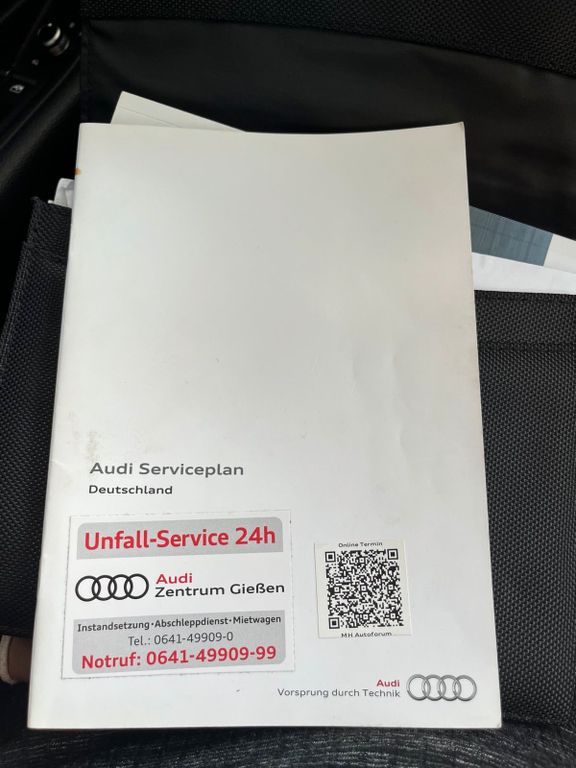 Audi Serviceplan
Deutschland
Unfall-Service 24h
Audi
Zentrum Gießen
Instandsetzung•Abschleppdienst•Mietwagen
Tel.: 0641-49909-0
Notruf: 0641-49909-99
Online Termin
MH Autoforum
Audi
Vorsprung durch Technik